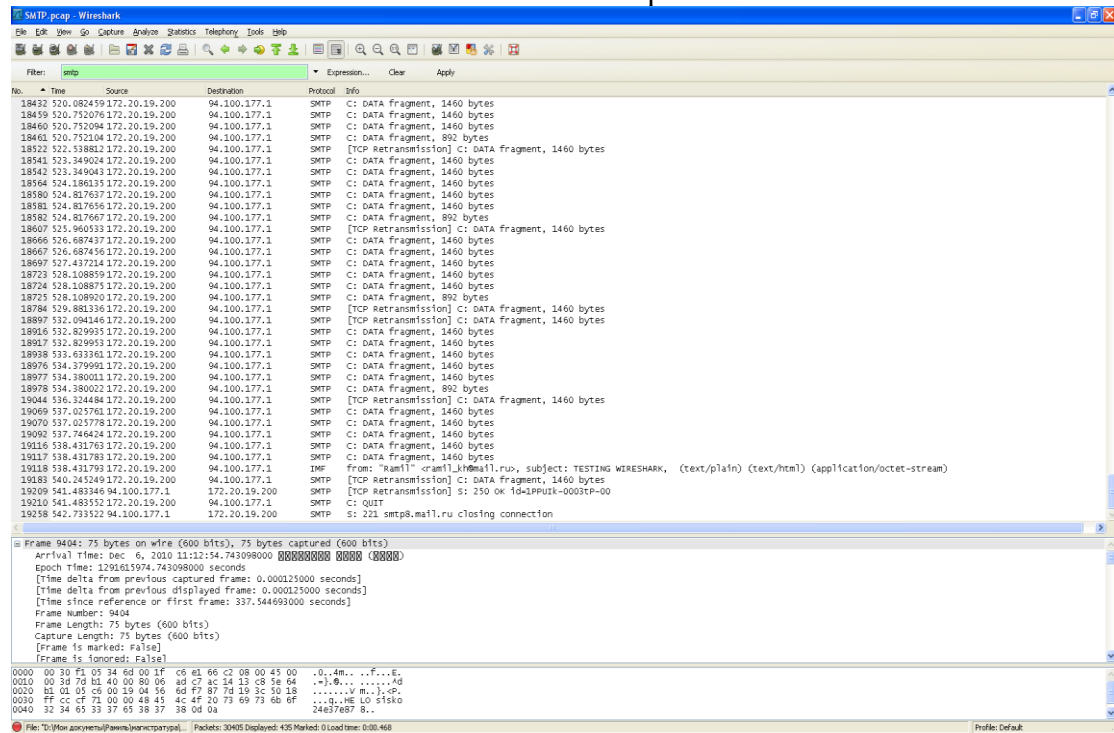 SMTP.pcap - Wireshark
File Edit View Go Capture Analyze Statistics Telephony Tools Help
Filter: smtp Expression... Clear Apply
No. Time Source Destination Protocol Info
18432 520.082459 172.20.19.200 94.100.177.1 SMTP C: DATA fragment, 1460 bytes
18459 520.752076 172.20.19.200 94.100.177.1 SMTP C: DATA fragment, 1460 bytes
18460 520.752094 172.20.19.200 94.100.177.1 SMTP C: DATA fragment, 1460 bytes
18461 520.752104 172.20.19.200 94.100.177.1 SMTP C: DATA fragment, 892 bytes
18522 522.538812 172.20.19.200 94.100.177.1 SMTP [TCP Retransmission] C: DATA fragment, 1460 bytes
18541 523.349024 172.20.19.200 94.100.177.1 SMTP C: DATA fragment, 1460 bytes
18542 523.349043 172.20.19.200 94.100.177.1 SMTP C: DATA fragment, 1460 bytes
18564 524.186135 172.20.19.200 94.100.177.1 SMTP C: DATA fragment, 1460 bytes
18580 524.817637 172.20.19.200 94.100.177.1 SMTP C: DATA fragment, 1460 bytes
18581 524.817656 172.20.19.200 94.100.177.1 SMTP C: DATA fragment, 1460 bytes
18582 524.817667 172.20.19.200 94.100.177.1 SMTP C: DATA fragment, 892 bytes
18607 525.960533 172.20.19.200 94.100.177.1 SMTP [TCP Retransmission] C: DATA fragment, 1460 bytes
18666 526.687437 172.20.19.200 94.100.177.1 SMTP C: DATA fragment, 1460 bytes
18667 526.687456 172.20.19.200 94.100.177.1 SMTP C: DATA fragment, 1460 bytes
18697 527.437214 172.20.19.200 94.100.177.1 SMTP C: DATA fragment, 1460 bytes
18723 528.108859 172.20.19.200 94.100.177.1 SMTP C: DATA fragment, 1460 bytes
18724 528.108875 172.20.19.200 94.100.177.1 SMTP C: DATA fragment, 1460 bytes
18725 528.108920 172.20.19.200 94.100.177.1 SMTP C: DATA fragment, 892 bytes
18784 529.881336 172.20.19.200 94.100.177.1 SMTP [TCP Retransmission] C: DATA fragment, 1460 bytes
18897 532.094146 172.20.19.200 94.100.177.1 SMTP [TCP Retransmission] C: DATA fragment, 1460 bytes
18916 532.829935 172.20.19.200 94.100.177.1 SMTP C: DATA fragment, 1460 bytes
18917 532.829953 172.20.19.200 94.100.177.1 SMTP C: DATA fragment, 1460 bytes
18938 533.633361 172.20.19.200 94.100.177.1 SMTP C: DATA fragment, 1460 bytes
18976 534.379991 172.20.19.200 94.100.177.1 SMTP C: DATA fragment, 1460 bytes
18977 534.380011 172.20.19.200 94.100.177.1 SMTP C: DATA fragment, 1460 bytes
18978 534.380022 172.20.19.200 94.100.177.1 SMTP C: DATA fragment, 892 bytes
19044 536.324484 172.20.19.200 94.100.177.1 SMTP [TCP Retransmission] C: DATA fragment, 1460 bytes
19069 537.025761 172.20.19.200 94.100.177.1 SMTP C: DATA fragment, 1460 bytes
19070 537.025778 172.20.19.200 94.100.177.1 SMTP C: DATA fragment, 1460 bytes
19092 537.746424 172.20.19.200 94.100.177.1 SMTP C: DATA fragment, 1460 bytes
19116 538.431763 172.20.19.200 94.100.177.1 SMTP C: DATA fragment, 1460 bytes
19117 538.431783 172.20.19.200 94.100.177.1 SMTP C: DATA fragment, 1460 bytes
19118 538.431793 172.20.19.200 94.100.177.1 IMF from: "Ramil" <ramil_kh@mail.ru>, subject: TESTING WIRESHARK, (text/plain) (text/html) (application/octet-stream)
19183 540.245249 172.20.19.200 94.100.177.1 SMTP [TCP Retransmission] C: DATA fragment, 1460 bytes
19209 541.483346 94.100.177.1 172.20.19.200 SMTP [TCP Retransmission] S: 250 OK id=1PPUIk-0003tP-00
19210 541.483552 172.20.19.200 94.100.177.1 SMTP C: QUIT
19258 542.733522 94.100.177.1 172.20.19.200 SMTP S: 221 smtp8.mail.ru closing connection
Frame 9404: 75 bytes on wire (600 bits), 75 bytes captured (600 bits)
Arrival Time: Dec 6, 2010 11:12:54.743098000
Epoch Time: 1291615974.743098000 seconds
[Time delta from previous captured frame: 0.000125000 seconds]
[Time delta from previous displayed frame: 0.000125000 seconds]
[Time since reference or first frame: 337.544693000 seconds]
Frame Number: 9404
Frame Length: 75 bytes (600 bits)
Capture Length: 75 bytes (600 bits)
[Frame is marked: False]
[Frame is ignored: False]
0000 00 30 f1 05 34 6d 00 1f c6 e1 66 c2 08 00 45 00 .0..4m.. ..f...E.
0010 00 3d 7d b1 40 00 80 06 ad c7 ac 14 13 c8 5e 64 .=}.@... ......^d
0020 b1 01 05 c6 00 19 04 56 6d f7 87 7d 19 3c 50 18 .......V m..}.<P.
0030 ff cc cf 71 00 00 48 45 4c 4f 20 73 69 73 6b 6f ...q..HE LO sisko
0040 32 34 65 33 37 65 38 37 38 0d 0a 24e37e87 8..
File: "D:\Мои документы\Рамиль\магистратура\... Packets: 30405 Displayed: 435 Marked: 0 Load time: 0:00.468 Profile: Default